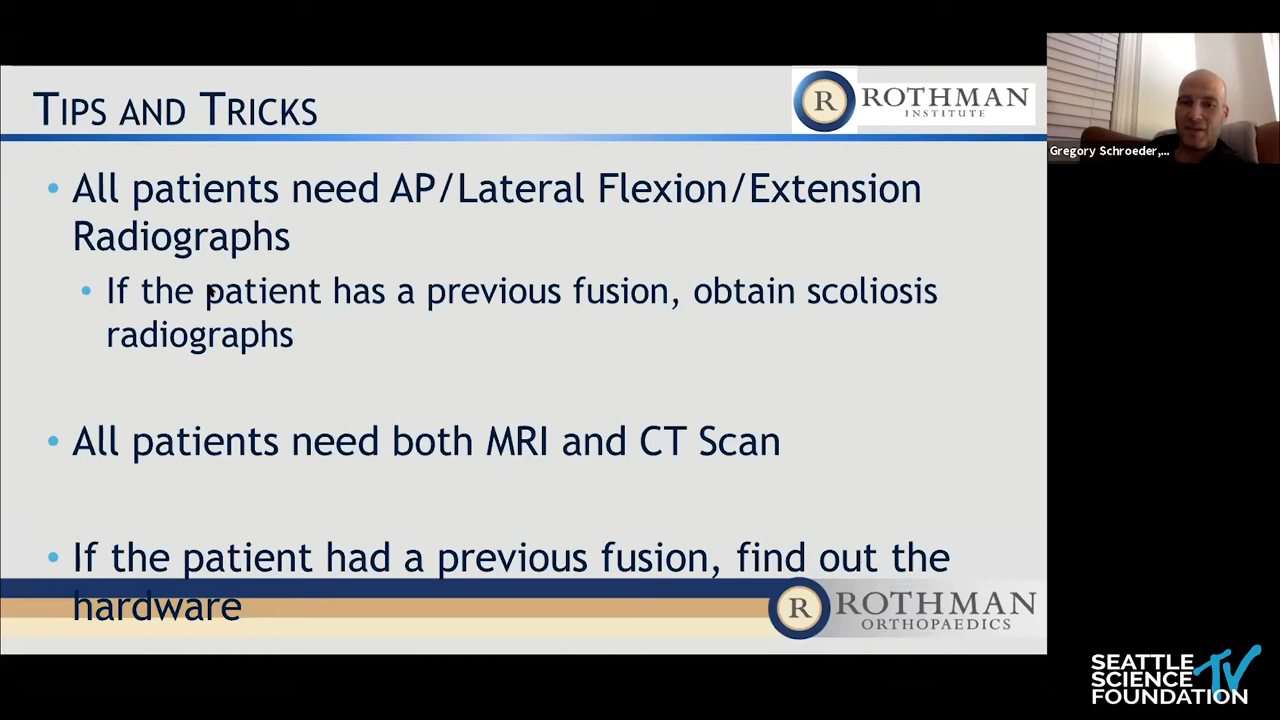 TIPS AND TRICKS
R ROTHMAN
INSTITUTE
• All patients need AP/Lateral Flexion/Extension
Radiographs
• If the patient has a previous fusion, obtain scoliosis
radiographs
• All patients need both MRI and CT Scan
• If the patient had a previous fusion, find out the
hardware
R ROTHMAN
ORTHOPAEDICS
Gregory Schroeder,...
SEATTLE
SCIENCE TV
FOUNDATION